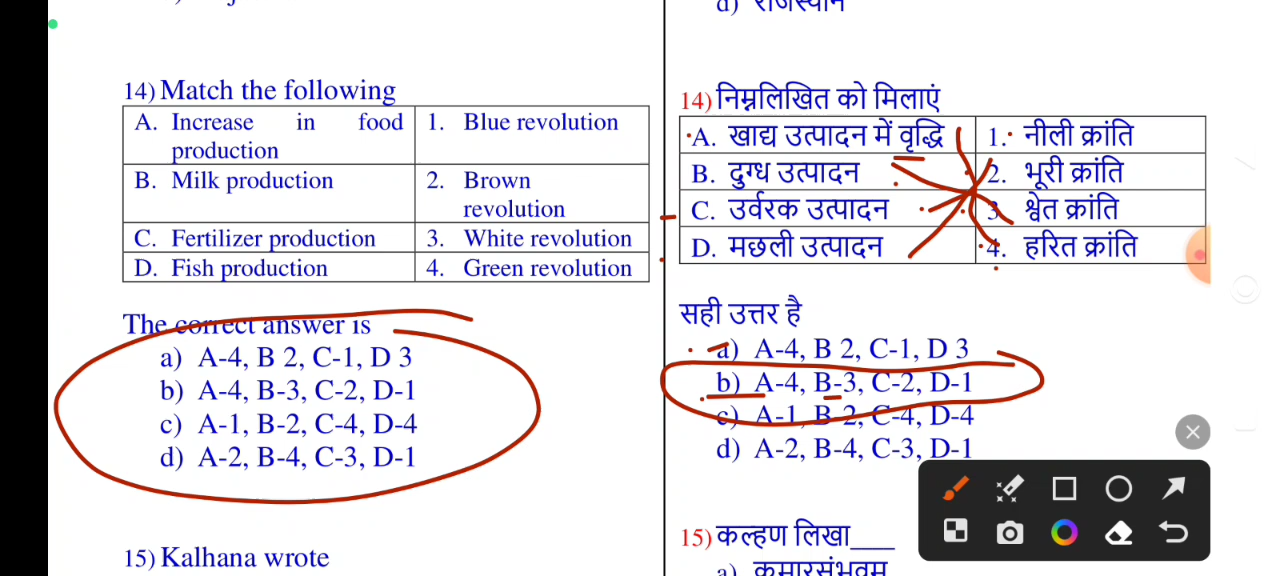 14) Match the following
A. Increase in food production 1. Blue revolution
B. Milk production 2. Brown revolution
C. Fertilizer production 3. White revolution
D. Fish production 4. Green revolution
The correct answer is
a) A-4, B 2, C-1, D 3
b) A-4, B-3, C-2, D-1
c) A-1, B-2, C-4, D-4
d) A-2, B-4, C-3, D-1
15) Kalhana wrote
d) राजस्थान
14) निम्नलिखित को मिलाएं
A. खाद्य उत्पादन में वृद्धि 1. नीली क्रांति
B. दुग्ध उत्पादन 2. भूरी क्रांति
C. उर्वरक उत्पादन 3. श्वेत क्रांति
D. मछली उत्पादन 4. हरित क्रांति
सही उत्तर है
a) A-4, B 2, C-1, D 3
b) A-4, B-3, C-2, D-1
c) A-1, B-2, C-4, D-4
d) A-2, B-4, C-3, D-1
15) कल्हण लिखा___
a) कुमारसंभवम